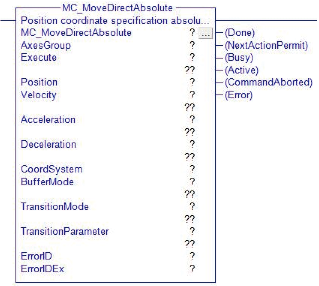 MC_MoveDirectAbsolute
Position coordinate specification absolu...
MC_MoveDirectAbsolute ? ... (Done)
AxesGroup ? (NextActionPermit)
Execute ? (Busy)
?? (Active)
Position ? (CommandAborted)
Velocity ? (Error)
??
Acceleration ?
??
Deceleration ?
??
CoordSystem ?
BufferMode ?
??
TransitionMode ?
??
TransitionParameter ?
??
ErrorID ?
ErrorIDEx ?